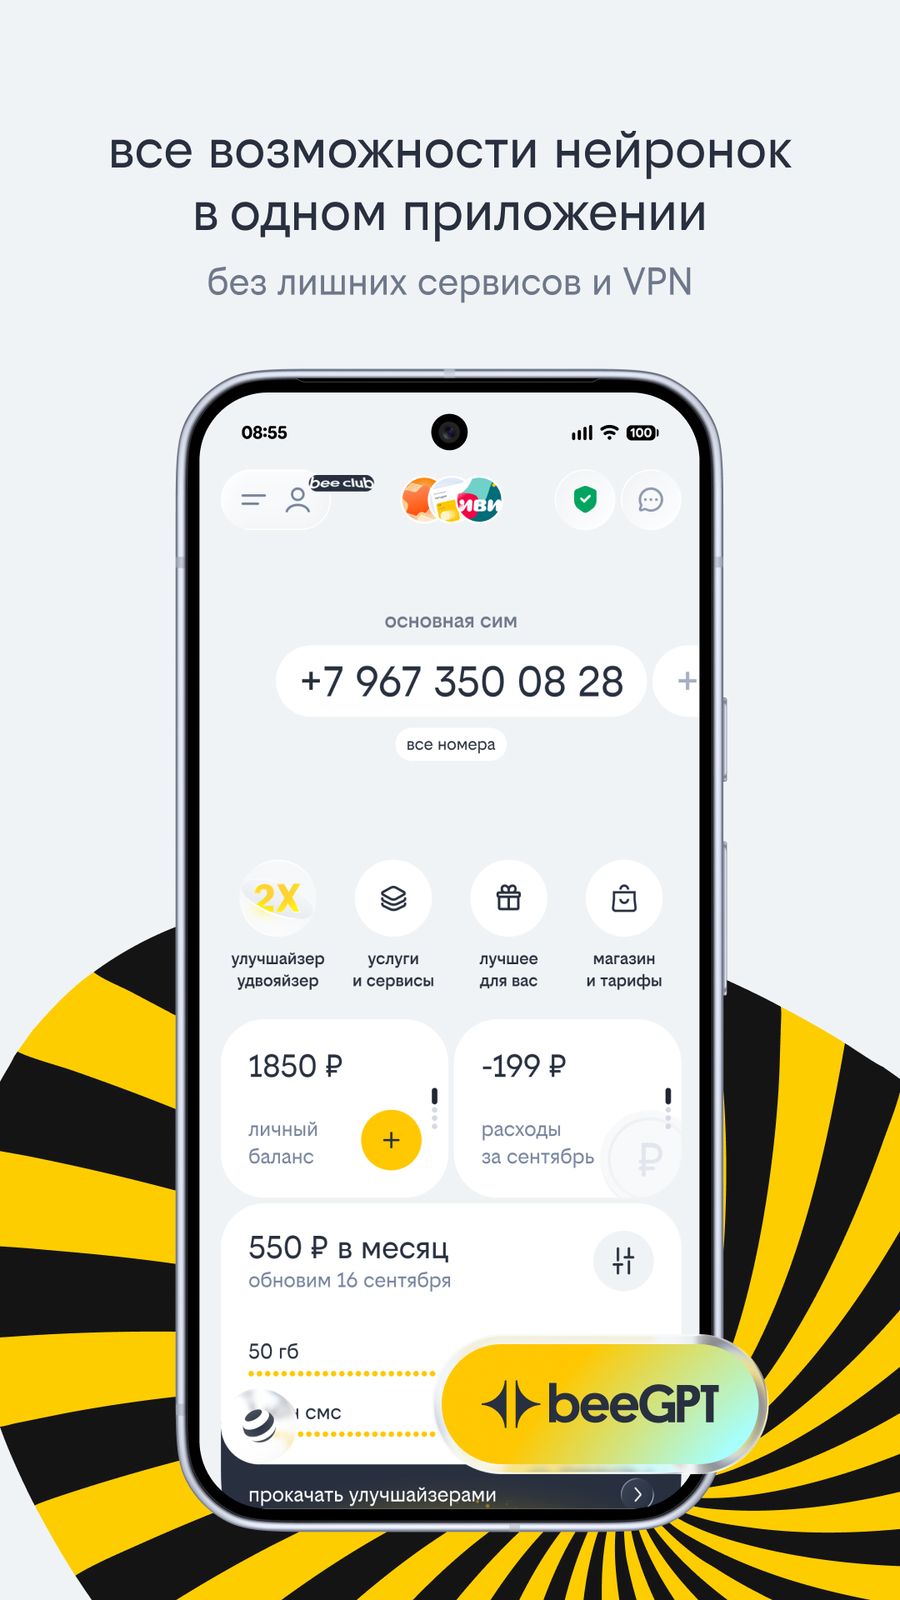 все возможности нейронок
в одном приложении
без лишних сервисов и VPN
08:55
100
bee club
иви
основная сим
+7 967 350 08 28
+
все номера
2X
улучшайзер
удвояйзер
услуги
и сервисы
лучшее
для вас
магазин
и тарифы
1850 ₽
личный
баланс
+
-199 ₽
расходы
за сентябрь
₽
550 ₽ в месяц
обновим 16 сентября
50 гб
смс
beeGPT
прокачать улучшайзерами